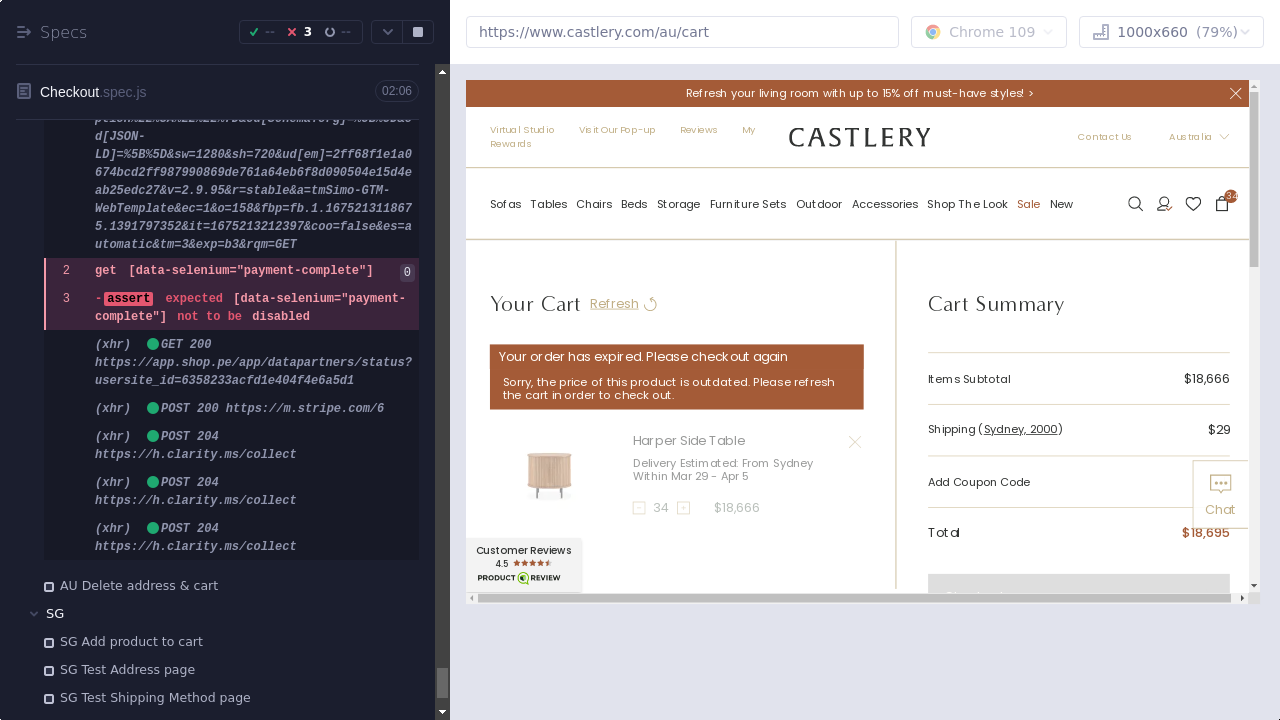 Specs
-- 3 --
https://www.castlery.com/au/cart
Chrome 109
1000x660 (79%)
Checkout.spec.js
02:06
d[JSON-
LD]=%5B%5D&sw=1280&sh=720&ud[em]=2ff68f1e1a0
674bcd2ff987990869de761a64eb6f8d090504e15d4e
ab25edc27&v=2.9.95&r=stable&a=tmSimo-GTM-
WebTemplate&ec=1&o=158&fbp=fb.1.167521311867
5.1391797352&it=1675213212397&coo=false&es=a
utomatic&tm=3&exp=b3&rqm=GET
2 get [data-selenium="payment-complete"] 0
3 -assert expected [data-selenium="payment-
complete"] not to be disabled
(xhr) GET 200
https://app.shop.pe/app/datapartners/status?
usersite_id=6358233acfd1e404f4e6a5d1
(xhr) POST 200 https://m.stripe.com/6
(xhr) POST 204
https://h.clarity.ms/collect
(xhr) POST 204
https://h.clarity.ms/collect
(xhr) POST 204
https://h.clarity.ms/collect
AU Delete address & cart
SG
SG Add product to cart
SG Test Address page
SG Test Shipping Method page
Refresh your living room with up to 15% off must-have styles! >
Virtual Studio Visit Our Pop-up Reviews My
Rewards
CASTLERY
Contact Us Australia
Sofas Tables Chairs Beds Storage Furniture Sets Outdoor Accessories Shop The Look Sale New
34
Your Cart Refresh
Your order has expired. Please check out again
Sorry, the price of this product is outdated. Please refresh
the cart in order to check out.
Harper Side Table
Delivery Estimated: From Sydney
Within Mar 29 - Apr 5
34 $18,666
Customer Reviews
4.5
PRODUCT REVIEW
Cart Summary
Items Subtotal $18,666
Shipping (Sydney, 2000) $29
Add Coupon Code
Chat
Total $18,695